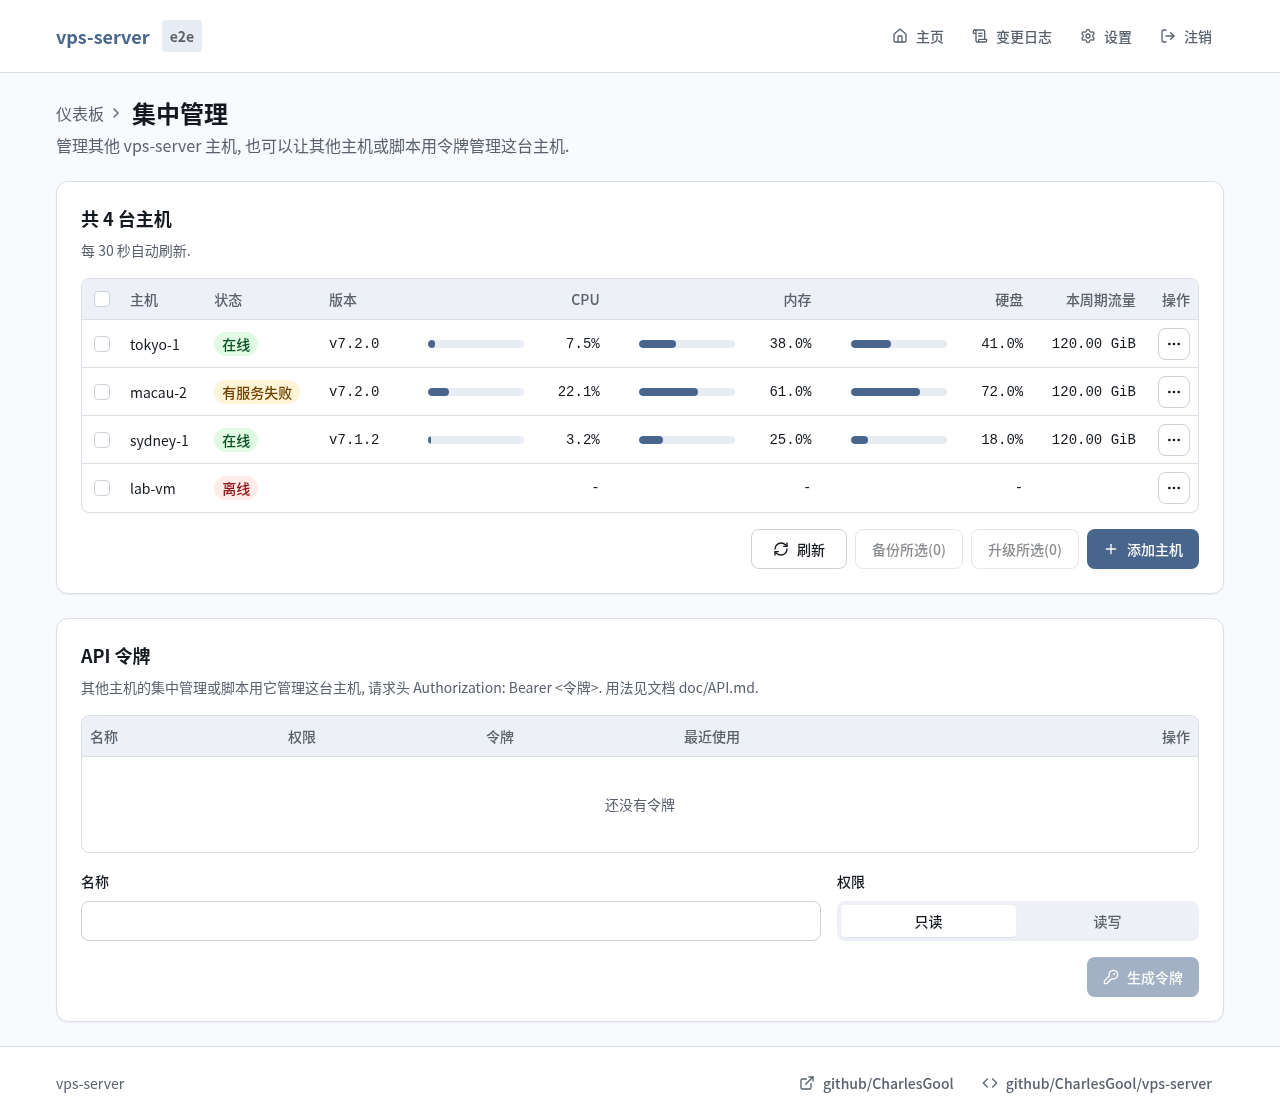 vps-server e2e 主页 变更日志 设置 注销
仪表板 集中管理
管理其他 vps-server 主机, 也可以让其他主机或脚本用令牌管理这台主机.
共 4 台主机
每 30 秒自动刷新.
主机 状态 版本 CPU 内存 硬盘 本周期流量 操作
tokyo-1 在线 v7.2.0 7.5% 38.0% 41.0% 120.00 GiB
macau-2 有服务失败 v7.2.0 22.1% 61.0% 72.0% 120.00 GiB
sydney-1 在线 v7.1.2 3.2% 25.0% 18.0% 120.00 GiB
lab-vm 离线 - - -
刷新 备份所选(0) 升级所选(0) 添加主机
API 令牌
其他主机的集中管理或脚本用它管理这台主机, 请求头 Authorization: Bearer <令牌>. 用法见文档 doc/API.md.
名称 权限 令牌 最近使用 操作
还没有令牌
名称 权限
只读 读写
生成令牌
vps-server github/CharlesGool github/CharlesGool/vps-server